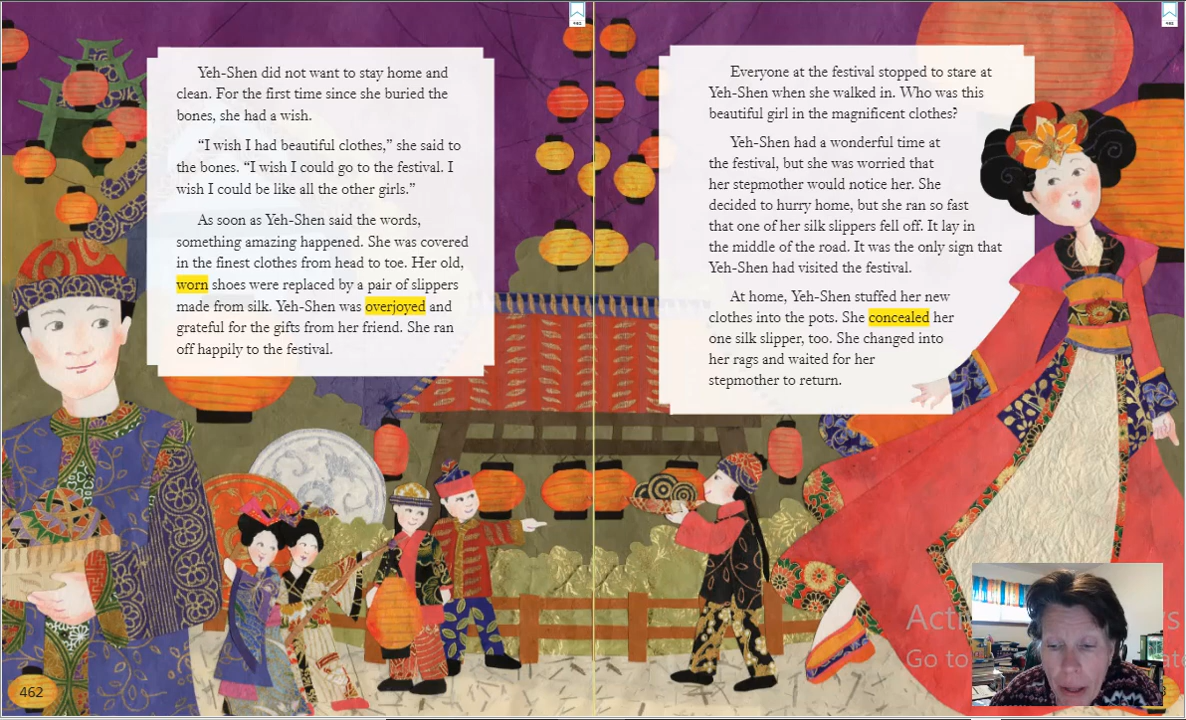 Yeh-Shen did not want to stay home and
clean. For the first time since she buried the
bones, she had a wish.
“I wish I had beautiful clothes,” she said to
the bones. “I wish I could go to the festival. I
wish I could be like all the other girls.”
As soon as Yeh-Shen said the words,
something amazing happened. She was covered
in the finest clothes from head to toe. Her old,
worn shoes were replaced by a pair of slippers
made from silk. Yeh-Shen was overjoyed and
grateful for the gifts from her friend. She ran
off happily to the festival.
462
Everyone at the festival stopped to stare at
Yeh-Shen when she walked in. Who was this
beautiful girl in the magnificent clothes?
Yeh-Shen had a wonderful time at
the festival, but she was worried that
her stepmother would notice her. She
decided to hurry home, but she ran so fast
that one of her silk slippers fell off. It lay in
the middle of the road. It was the only sign that
Yeh-Shen had visited the festival.
At home, Yeh-Shen stuffed her new
clothes into the pots. She concealed her
one silk slipper, too. She changed into
her rags and waited for her
stepmother to return.
Go to